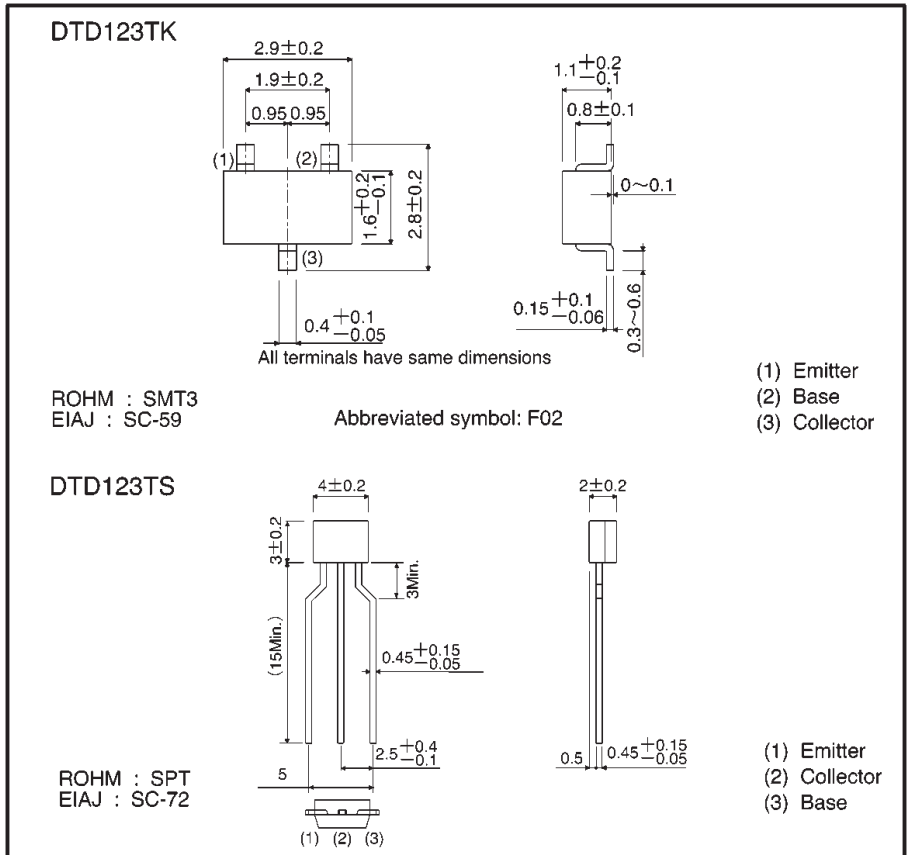 DTD123TK
2.9±0.2
1.9±0.2
0.95 0.95
(1) (2)
1.6+0.2 −0.1
2.8±0.2
(3)
0.4 +0.1 −0.05
All terminals have same dimensions
1.1+0.2 −0.1
0.8±0.1
0~0.1
0.15+0.1 −0.06
0.3~0.6
ROHM : SMT3
EIAJ : SC-59
Abbreviated symbol: F02
(1) Emitter
(2) Base
(3) Collector
DTD123TS
4±0.2
2±0.2
3±0.2
(15Min.)
3Min.
0.45+0.15 −0.05
2.5+0.4 −0.1
5
0.5
0.45+0.15 −0.05
ROHM : SPT
EIAJ : SC-72
(1) (2) (3)
(1) Emitter
(2) Collector
(3) Base